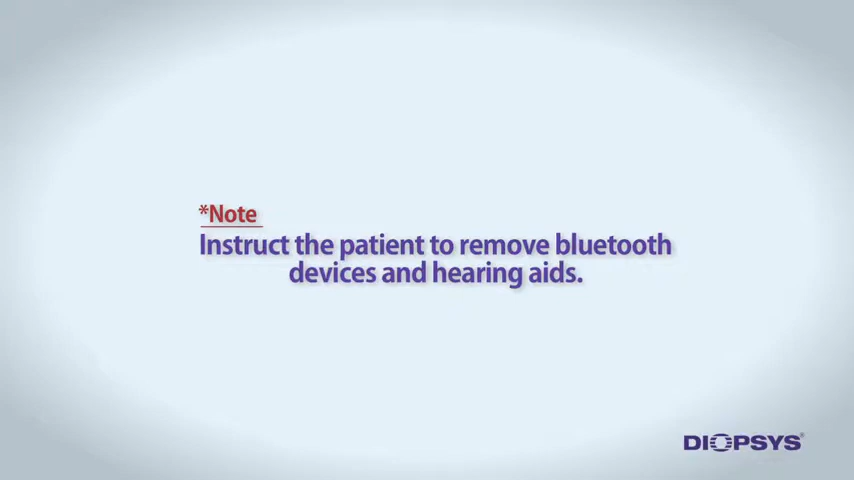 *Note
Instruct the patient to remove bluetooth
devices and hearing aids.
DIOPSYS®